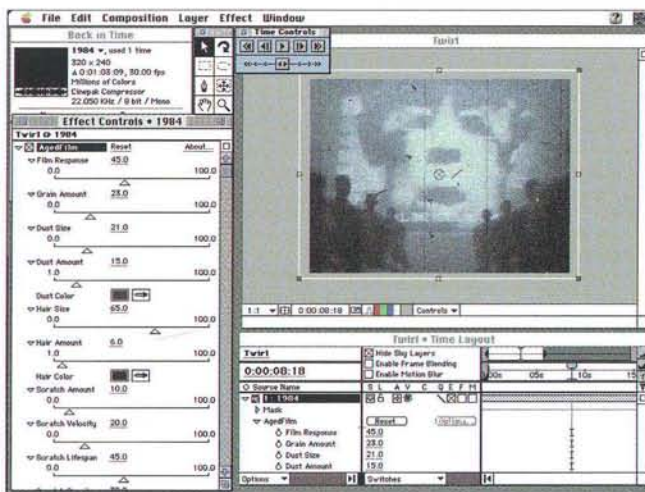 File Edit Composition Layer Effect Window
Back in Time
1984, used 1 time
320 x 240
Δ 0:01:03:09, 30.00 fps
Millions of Colors
Cinepak Compressor
22.050 KHz / 8 bit / Mono
Time Controls
Twirl
Effect Controls • 1984
Twirl @ 1984
AgedFilm Reset About...
Film Response 45.0
0.0 100.0
Grain Amount 23.0
0.0 100.0
Dust Size 21.0
0.0 100.0
Dust Amount 15.0
1.0 100.0
Dust Color
Hair Size 65.0
0.0 100.0
Hair Amount 6.0
1.0 100.0
Hair Color
Scratch Amount 10.0
0.0 100.0
Scratch Velocity 20.0
0.0 100.0
Scratch Lifespan 45.0
0.0 100.0
1:1 0:00:08:18 Controls
Twirl • Time Layout
Twirl
0:00:08:18
Hide Shy Layers
Enable Frame Blending
Enable Motion Blur
:00s 05s 10s 15s
Source Name S L A V C Q E F M
1 : 1984
Mask
AgedFilm Reset Options...
Film Response 45.0
Grain Amount 23.0
Dust Size 21.0
Dust Amount 15.0
Options Switches